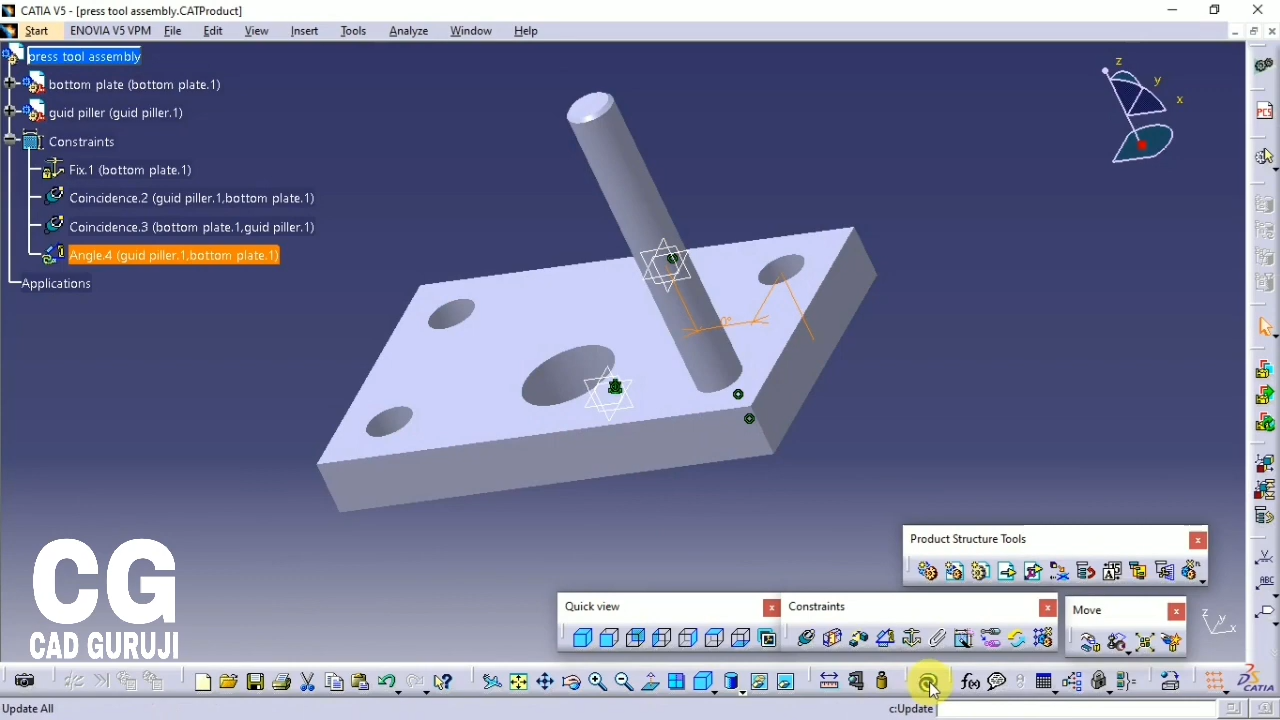 CATIA V5 - [press tool assembly.CATProduct]
Start ENOVIA V5 VPM File Edit View Insert Tools Analyze Window Help
press tool assembly
bottom plate (bottom plate.1)
guid piller (guid piller.1)
Constraints
Fix.1 (bottom plate.1)
Coincidence.2 (guid piller.1,bottom plate.1)
Coincidence.3 (bottom plate.1,guid piller.1)
Angle.4 (guid piller.1,bottom plate.1)
Applications
z
y
x
PCS
ABC
Product Structure Tools
Quick view
Constraints
Move
z
y
x
CG
CAD GURUJI
f(x)
CATIA
Update All
c:Update